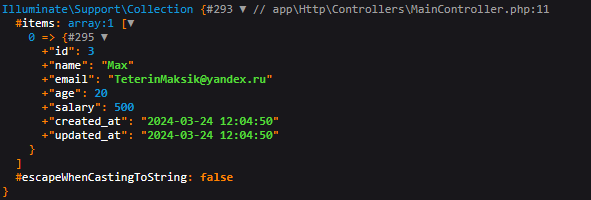 Illuminate\Support\Collection {#293 ▼ // app\Http\Controllers\MainController.php:11
  #items: array:1 [▼
    0 => {#295 ▼
      +"id": 3
      +"name": "Max"
      +"email": "TeterinMaksik@yandex.ru"
      +"age": 20
      +"salary": 500
      +"created_at": "2024-03-24 12:04:50"
      +"updated_at": "2024-03-24 12:04:50"
    }
  ]
  #escapeWhenCastingToString: false
}